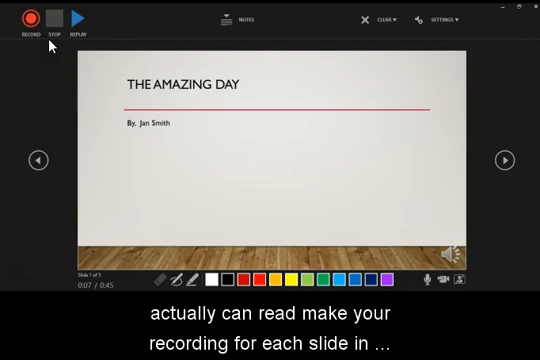 RECORD STOP REPLAY NOTES CLEAR SETTINGS
THE AMAZING DAY
By, Jan Smith
Slide 1 of 5
0:07 / 0:45
actually can read make your
recording for each slide in ...